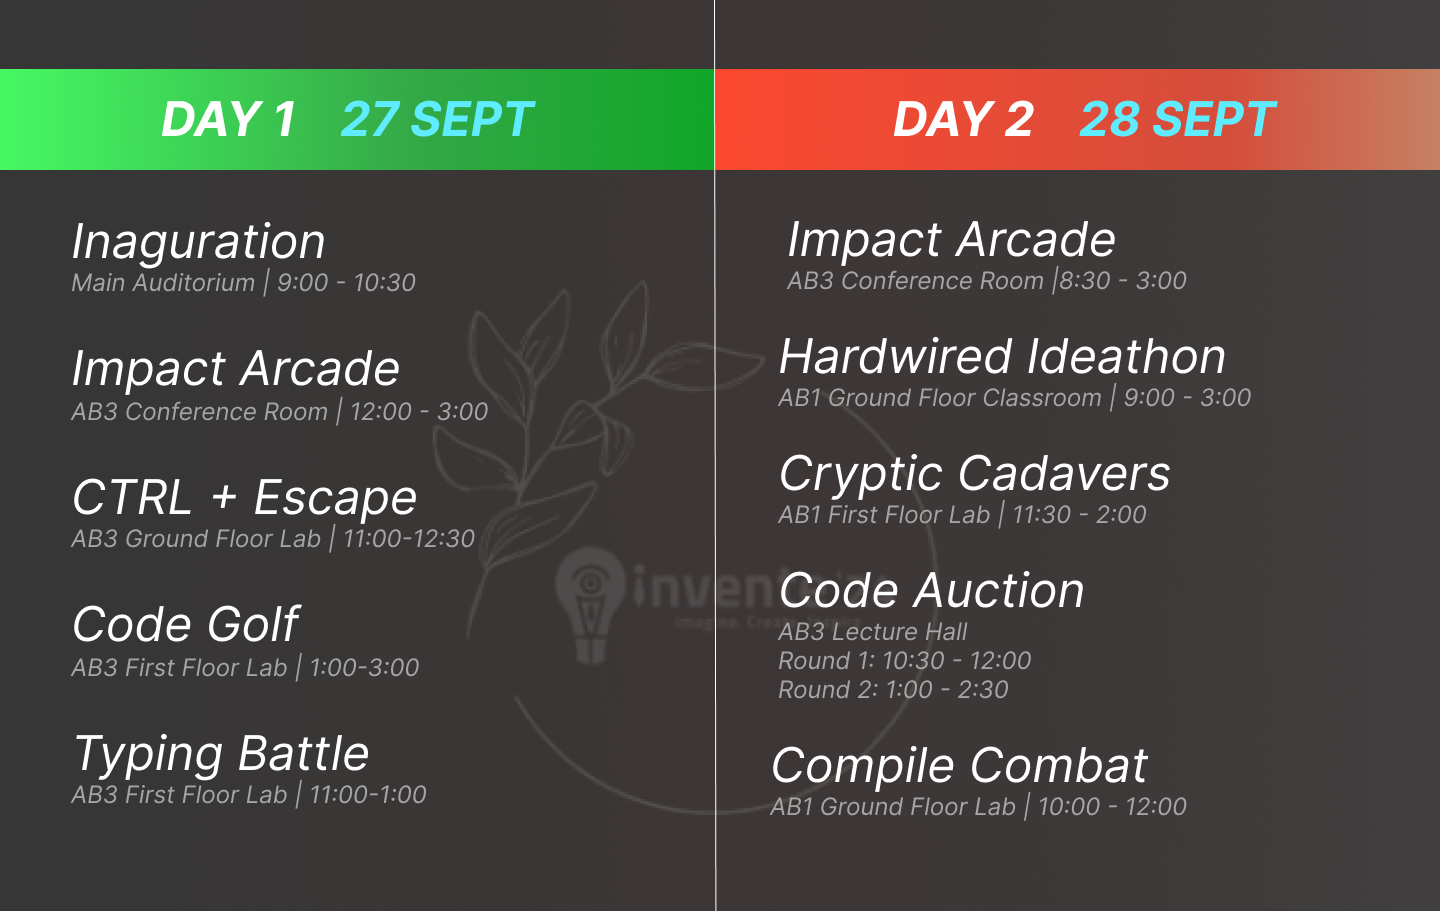 DAY 1 27 SEPT
Inaguration
Main Auditorium | 9:00 - 10:30
Impact Arcade
AB3 Conference Room | 12:00 - 3:00
CTRL + Escape
AB3 Ground Floor Lab | 11:00-12:30
Code Golf
AB3 First Floor Lab | 1:00-3:00
Typing Battle
AB3 First Floor Lab | 11:00-1:00
DAY 2 28 SEPT
Impact Arcade
AB3 Conference Room |8:30 - 3:00
Hardwired Ideathon
AB1 Ground Floor Classroom | 9:00 - 3:00
Cryptic Cadavers
AB1 First Floor Lab | 11:30 - 2:00
Code Auction
AB3 Lecture Hall
Round 1: 10:30 - 12:00
Round 2: 1:00 - 2:30
Compile Combat
AB1 Ground Floor Lab | 10:00 - 12:00
Imagine.